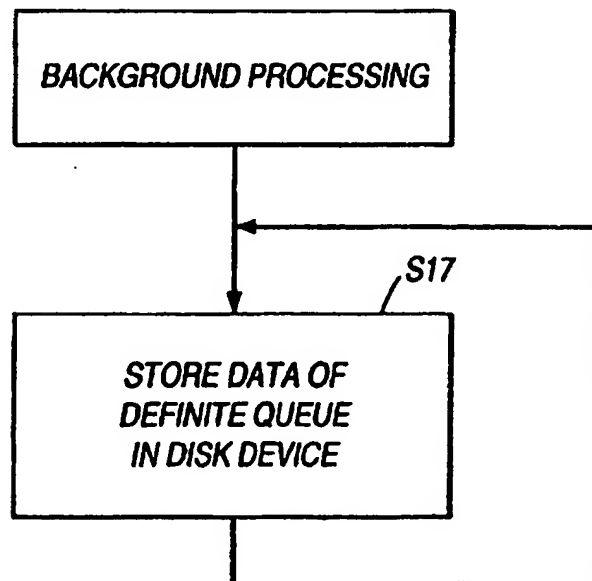 BACKGROUND PROCESSING
S17
STORE DATA OF
DEFINITE QUEUE
IN DISK DEVICE